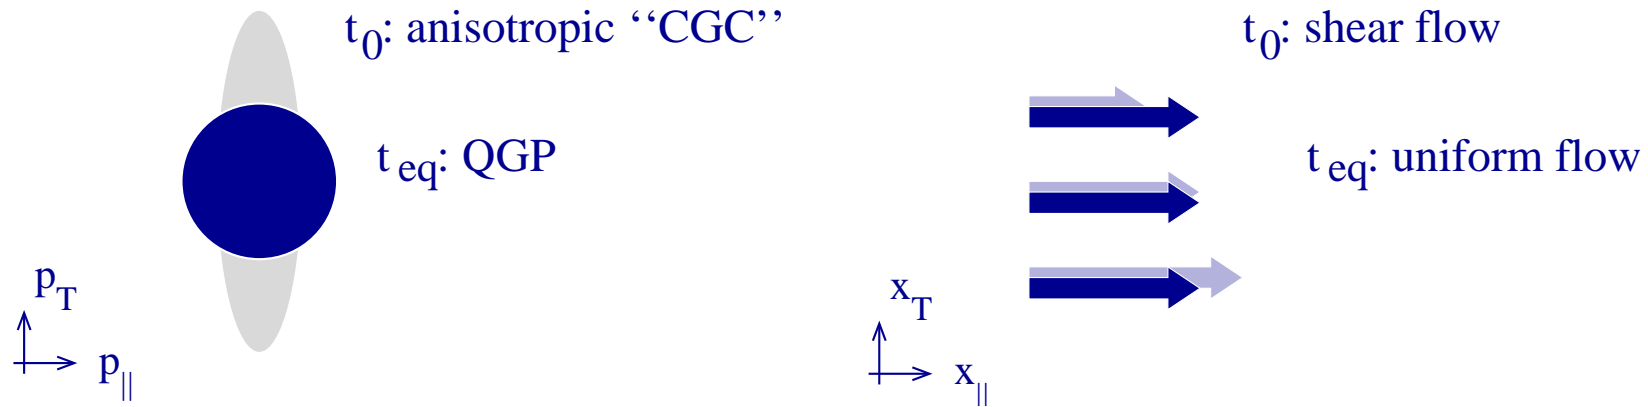 t0: anisotropic ‘‘CGC’’
t0: shear flow
teq: QGP
teq: uniform flow
pT
p||
xT
x||